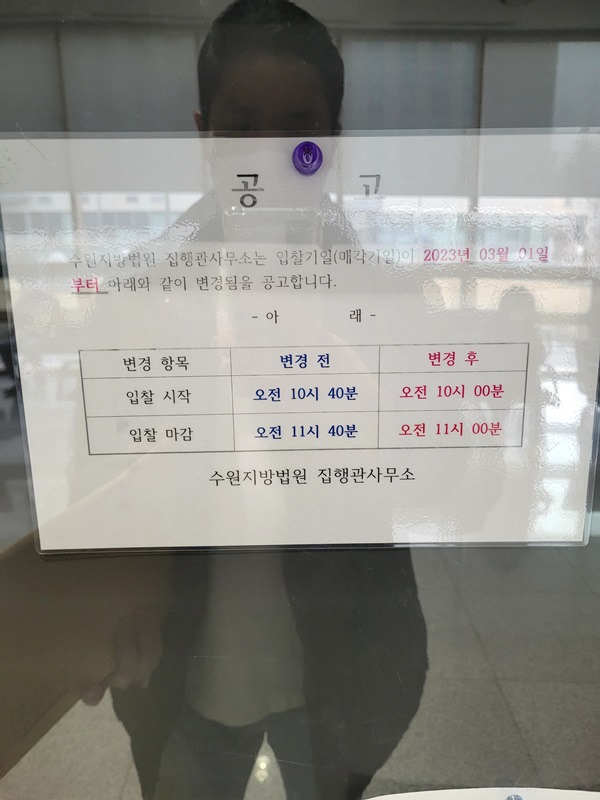 공 고
수원지방법원 집행관사무소는 입찰기일(매각기일)이 2023년 03월 01일
부터 아래와 같이 변경됨을 공고합니다.
- 아 래 -
변경 항목 변경 전 변경 후
입찰 시작 오전 10시 40분 오전 10시 00분
입찰 마감 오전 11시 40분 오전 11시 00분
수원지방법원 집행관사무소